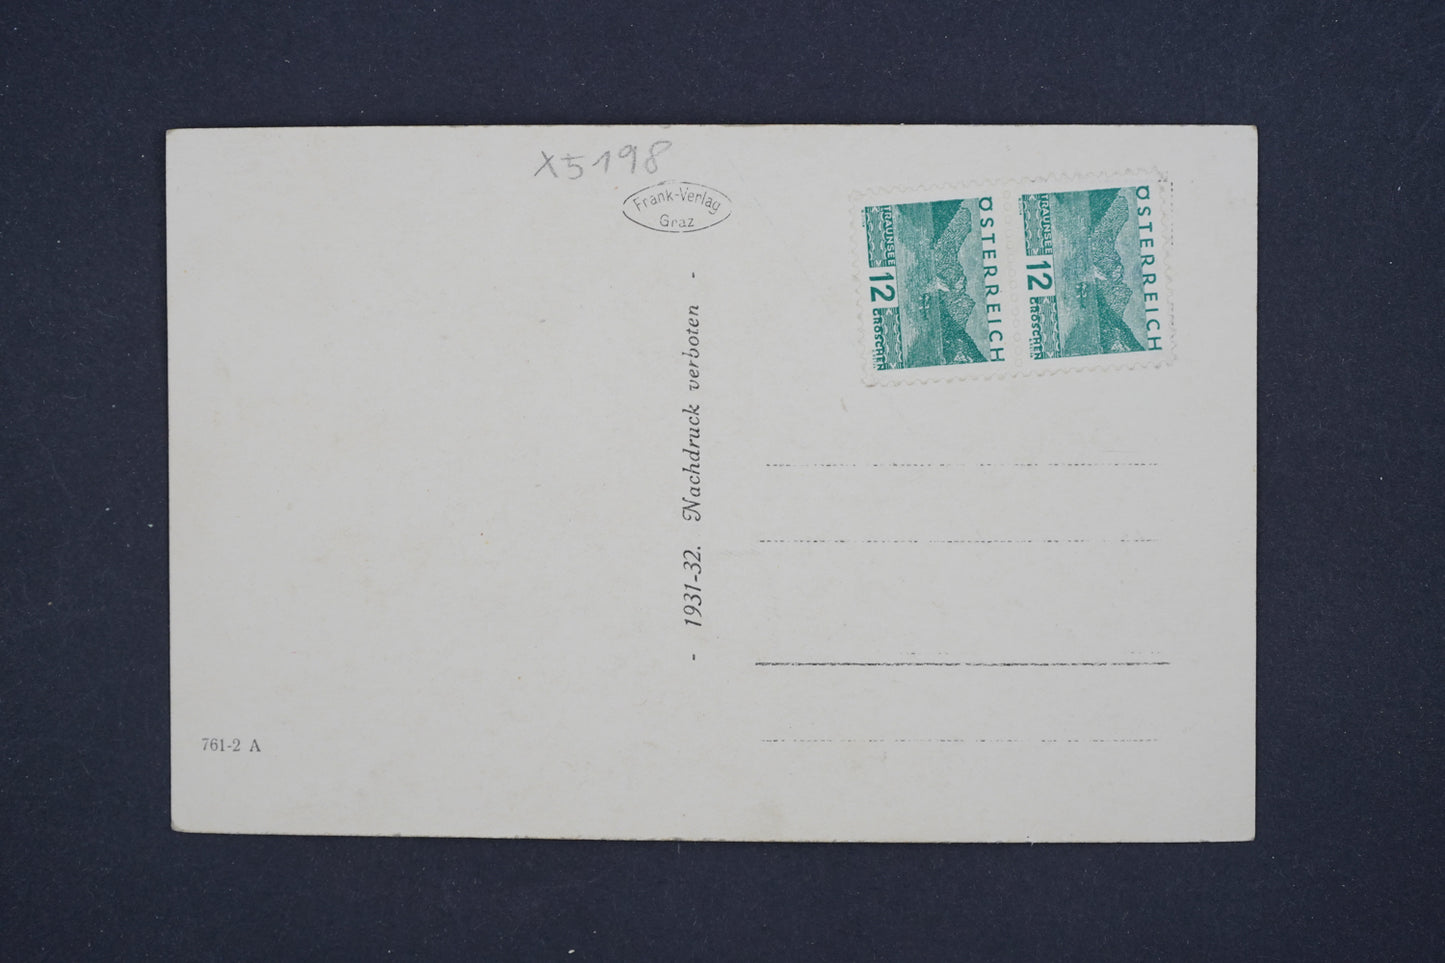 X5198
Frank-Verlag
Graz
- 1931-32. Nachdruck verboten -
ÖSTERREICH
TRAUNSEE
12
GROSCHEN
ÖSTERREICH
TRAUNSEE
12
GROSCHEN
761-2 A